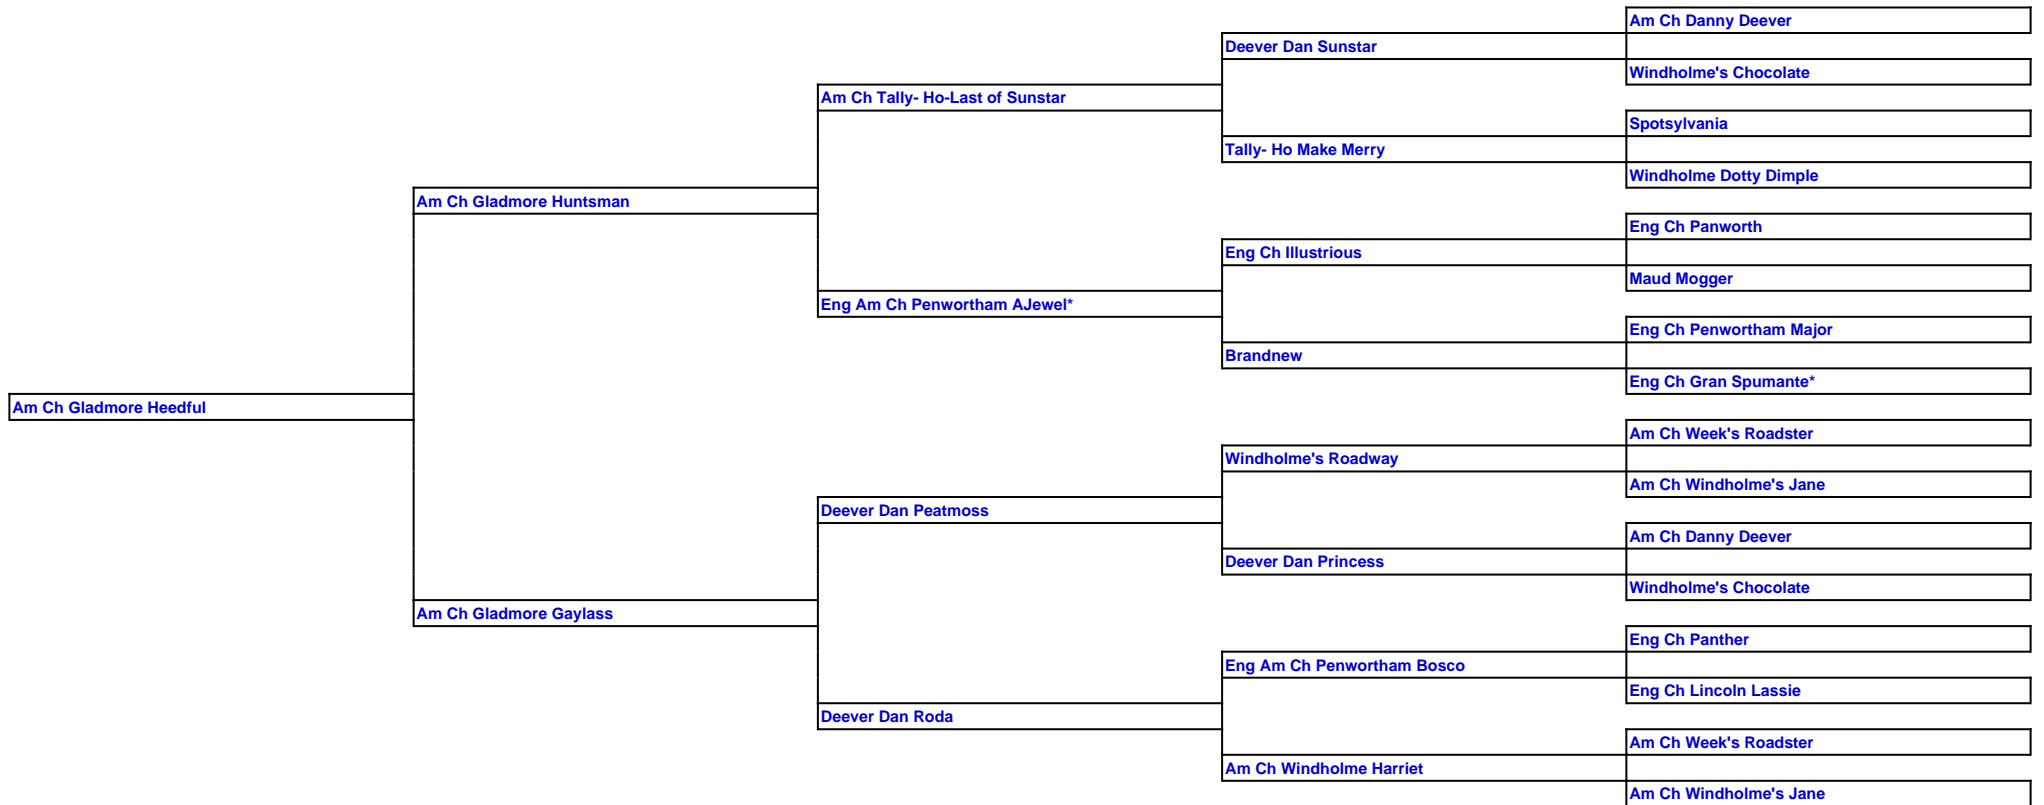 Am Ch Danny Deever
Deever Dan Sunstar
Windholme's Chocolate
Am Ch Tally- Ho-Last of Sunstar
Spotsylvania
Tally- Ho Make Merry
Windholme Dotty Dimple
Am Ch Gladmore Huntsman
Eng Ch Panworth
Eng Ch Illustrious
Maud Mogger
Eng Am Ch Penwortham AJewel*
Eng Ch Penwortham Major
Brandnew
Eng Ch Gran Spumante*
Am Ch Gladmore Heedful
Am Ch Week's Roadster
Windholme's Roadway
Am Ch Windholme's Jane
Deever Dan Peatmoss
Am Ch Danny Deever
Deever Dan Princess
Windholme's Chocolate
Am Ch Gladmore Gaylass
Eng Ch Panther
Eng Am Ch Penwortham Bosco
Eng Ch Lincoln Lassie
Deever Dan Roda
Am Ch Week's Roadster
Am Ch Windholme Harriet
Am Ch Windholme's Jane